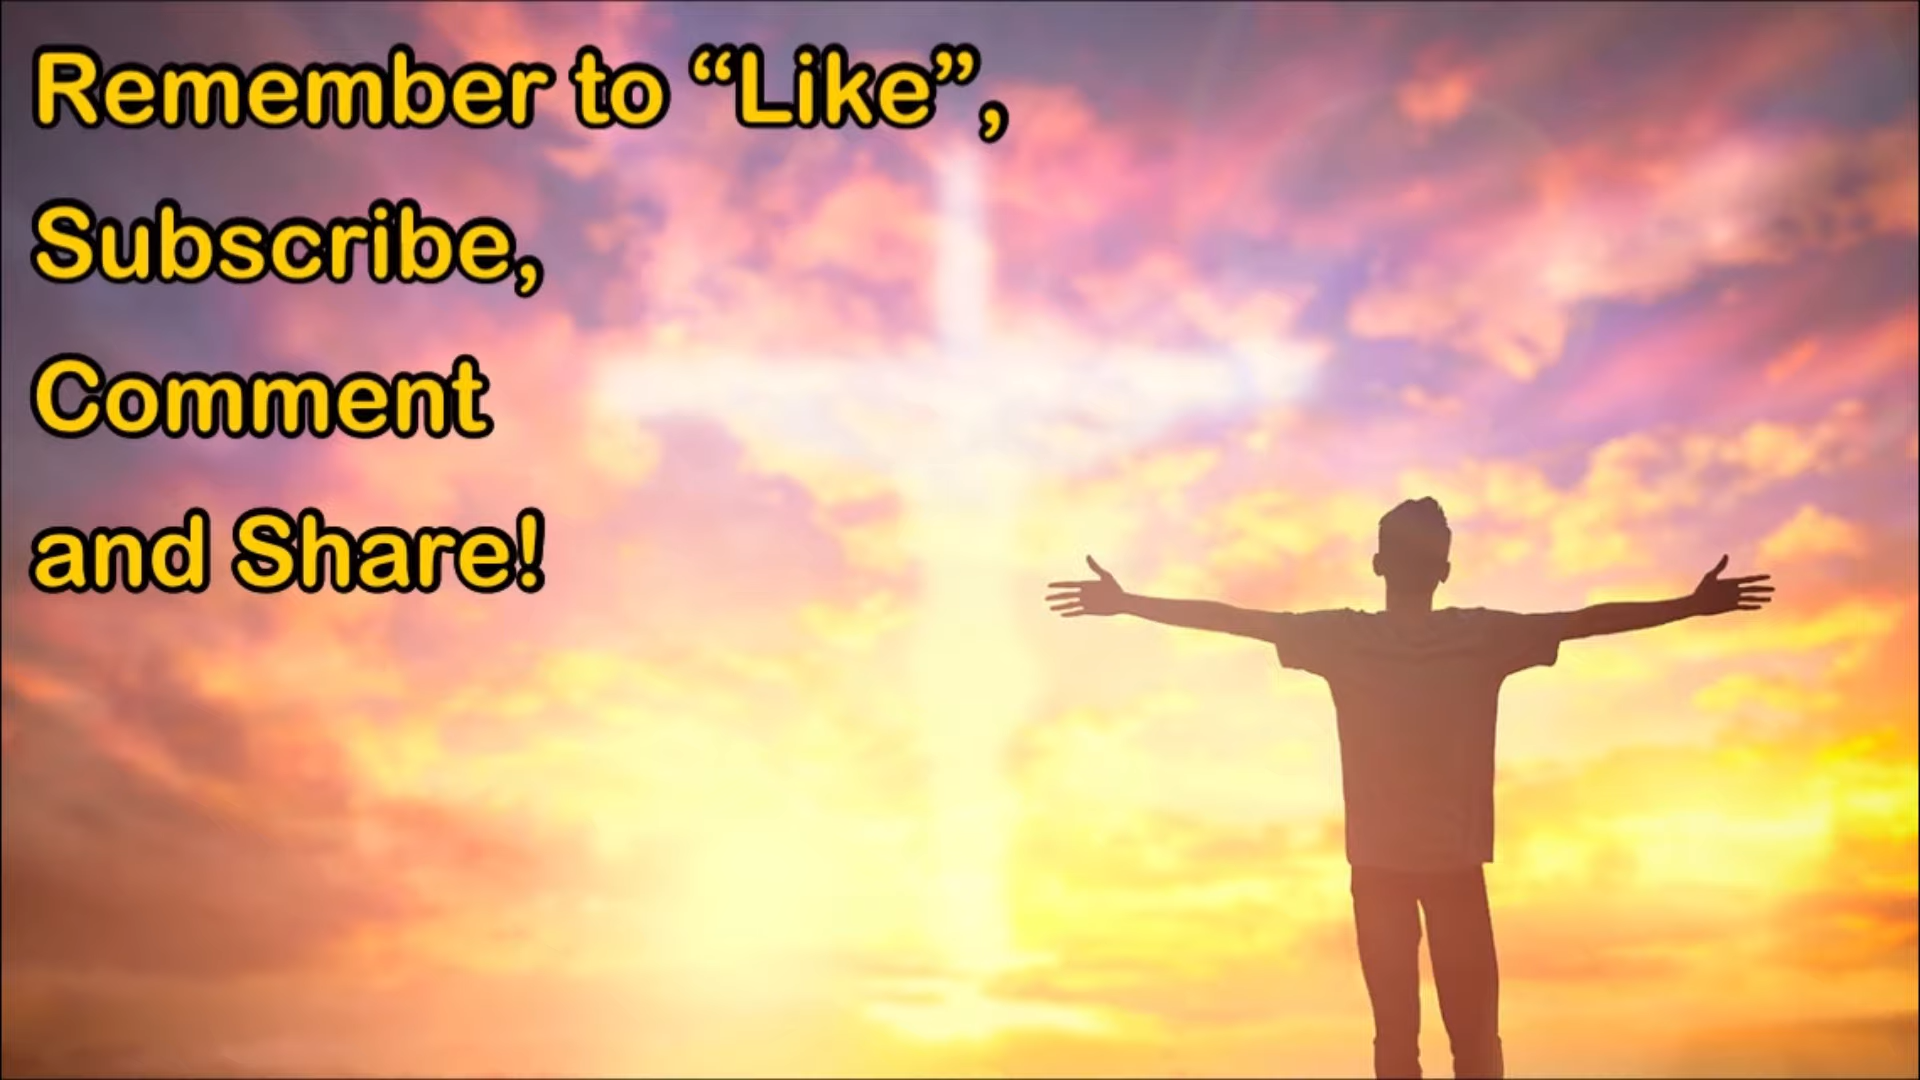 Remember to “Like”,
Subscribe,
Comment
and Share!